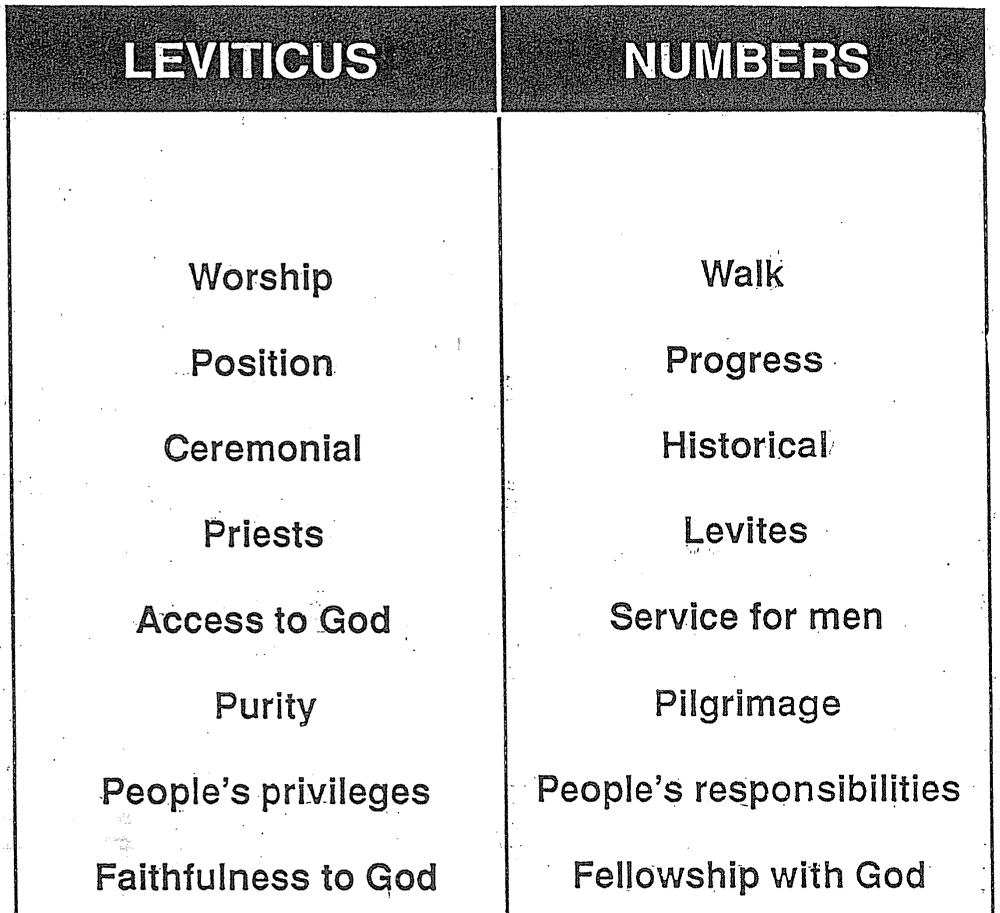 LEVITICUS NUMBERS
Worship Walk
Position Progress
Ceremonial Historical
Priests Levites
Access to God Service for men
Purity Pilgrimage
People's privileges People's responsibilities
Faithfulness to God Fellowship with God